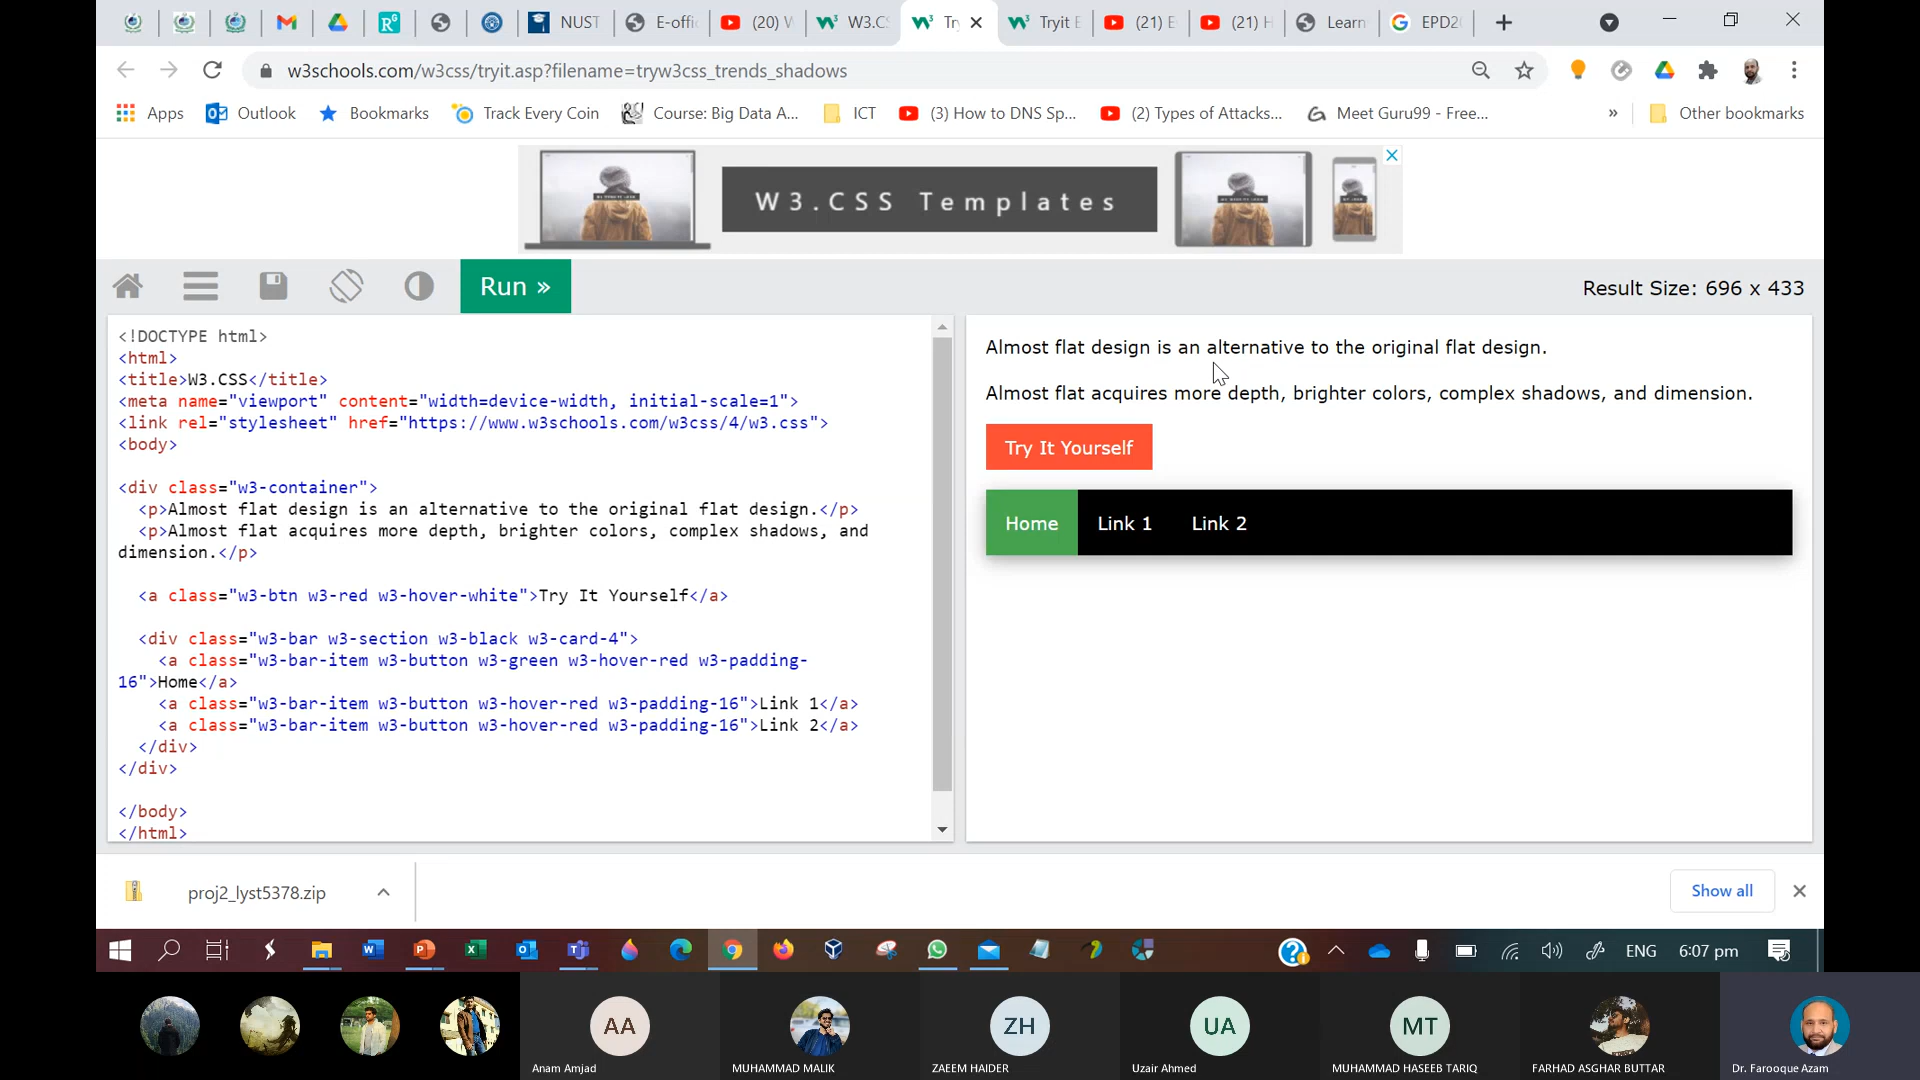 NUST
E-offi
(20) W
W3.CS
Try
Tryit E
(21) E
(21) H
Learn
EPD20
w3schools.com/w3css/tryit.asp?filename=tryw3css_trends_shadows
Apps
Outlook
Bookmarks
Track Every Coin
Course: Big Data A...
ICT
(3) How to DNS Sp...
(2) Types of Attacks...
Meet Guru99 - Free...
»
Other bookmarks
W3.CSS Templates
Run »
Result Size: 696 x 433
<!DOCTYPE html>
<html>
<title>W3.CSS</title>
<meta name="viewport" content="width=device-width, initial-scale=1">
<link rel="stylesheet" href="https://www.w3schools.com/w3css/4/w3.css">
<body>
<div class="w3-container">
<p>Almost flat design is an alternative to the original flat design.</p>
<p>Almost flat acquires more depth, brighter colors, complex shadows, and
dimension.</p>
<a class="w3-btn w3-red w3-hover-white">Try It Yourself</a>
<div class="w3-bar w3-section w3-black w3-card-4">
<a class="w3-bar-item w3-button w3-green w3-hover-red w3-padding-
16">Home</a>
<a class="w3-bar-item w3-button w3-hover-red w3-padding-16">Link 1</a>
<a class="w3-bar-item w3-button w3-hover-red w3-padding-16">Link 2</a>
</div>
</div>
</body>
</html>
Almost flat design is an alternative to the original flat design.
Almost flat acquires more depth, brighter colors, complex shadows, and dimension.
Try It Yourself
Home
Link 1
Link 2
proj2_lyst5378.zip
Show all
ENG
6:07 pm
AA
ZH
UA
MT
Anam Amjad
MUHAMMAD MALIK
ZAEEM HAIDER
Uzair Ahmed
MUHAMMAD HASEEB TARIQ
FARHAD ASGHAR BUTTAR
Dr. Farooque Azam